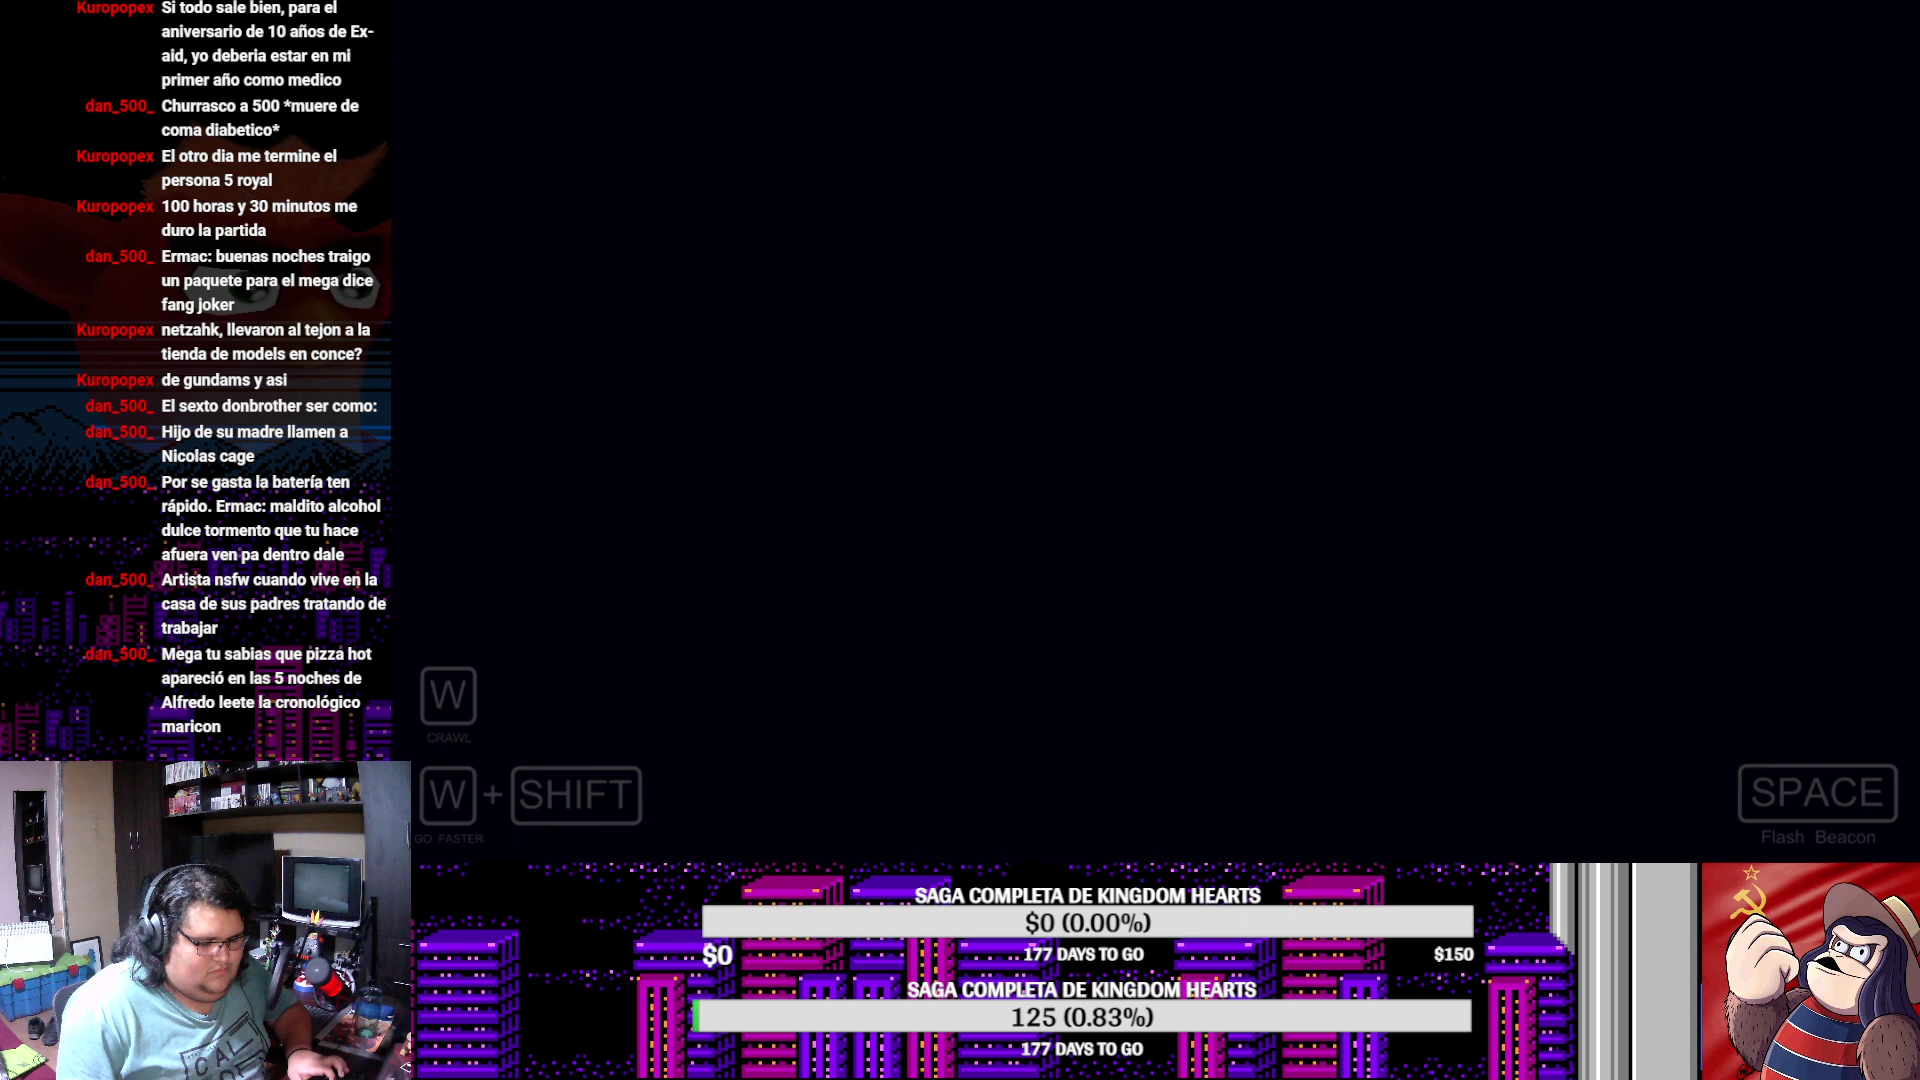 Kuropopex Si todo sale bien, para el
aniversario de 10 años de Ex-
aid, yo deberia estar en mi
primer año como medico
dan_500_ Churrasco a 500 *muere de
coma diabetico*
Kuropopex El otro dia me termine el
persona 5 royal
Kuropopex 100 horas y 30 minutos me
duro la partida
dan_500_ Ermac: buenas noches traigo
un paquete para el mega dice
fang joker
Kuropopex netzahk, llevaron al tejon a la
tienda de models en conce?
Kuropopex de gundams y asi
dan_500_ El sexto donbrother ser como:
dan_500_ Hijo de su madre llamen a
Nicolas cage
dan_500_ Por se gasta la batería ten
rápido. Ermac: maldito alcohol
dulce tormento que tu hace
afuera ven pa dentro dale
dan_500_ Artista nsfw cuando vive en la
casa de sus padres tratando de
trabajar
dan_500_ Mega tu sabias que pizza hot
apareció en las 5 noches de
Alfredo leete la cronológico
maricon
W
CRAWL
W + SHIFT
GO FASTER
SPACE
Flash Beacon
SAGA COMPLETA DE KINGDOM HEARTS
$0 (0.00%)
$0 177 DAYS TO GO $150
SAGA COMPLETA DE KINGDOM HEARTS
125 (0.83%)
177 DAYS TO GO